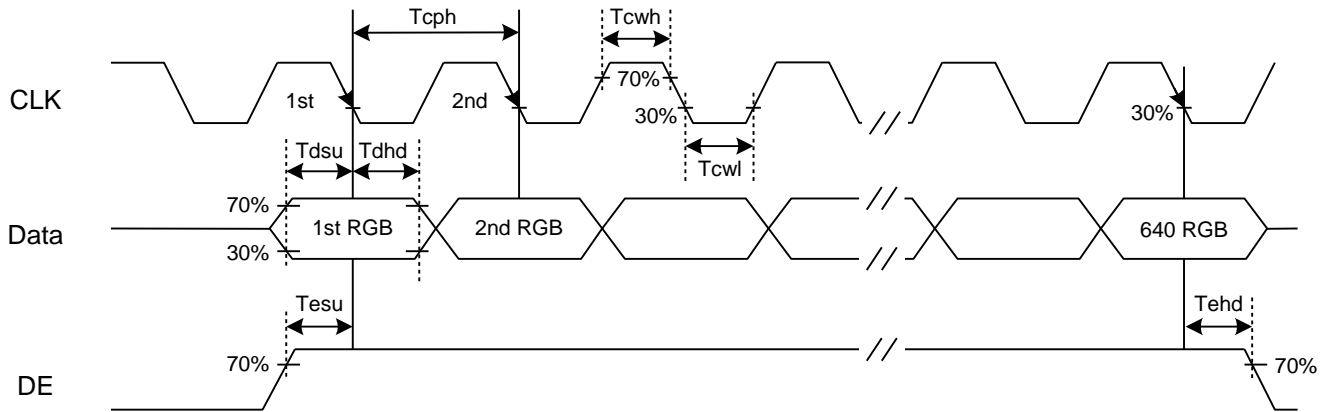 Tcph
Tcwh
CLK
1st
2nd
70%
30%
30%
Tdsu
Tdhd
Tcwl
70%
Data
1st RGB
2nd RGB
640 RGB
30%
Tesu
Tehd
70%
70%
DE